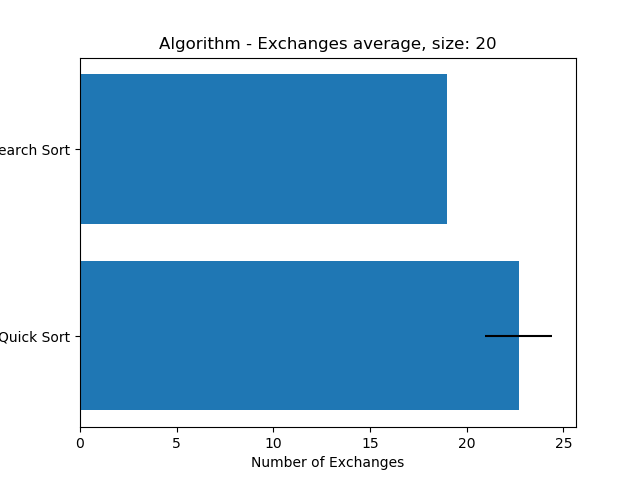 Algorithm - Exchanges average, size: 20
earch Sort
Quick Sort
0 5 10 15 20 25
Number of Exchanges